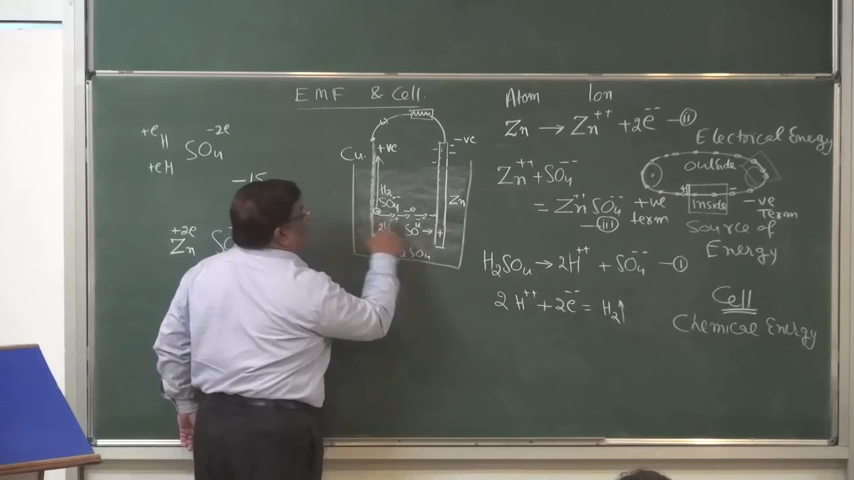 EMF & Cell
+e H SO₄ -2e
+e H
+2e Zn
Cu.
+ve
-ve
H₂
SO₄--
Zn
SO₄
Atom Ion
Zn → Zn++ + 2e-- — (II)
Zn++ + SO₄--
= Zn++ SO₄-- — (III)
H₂SO₄ → 2H++ + SO₄-- — (I)
2H++ + 2e-- = H₂↑
Electrical Energy
outside
+ Inside -
+ve Term
-ve Term
Source of
Energy
Cell
Chemical Energy